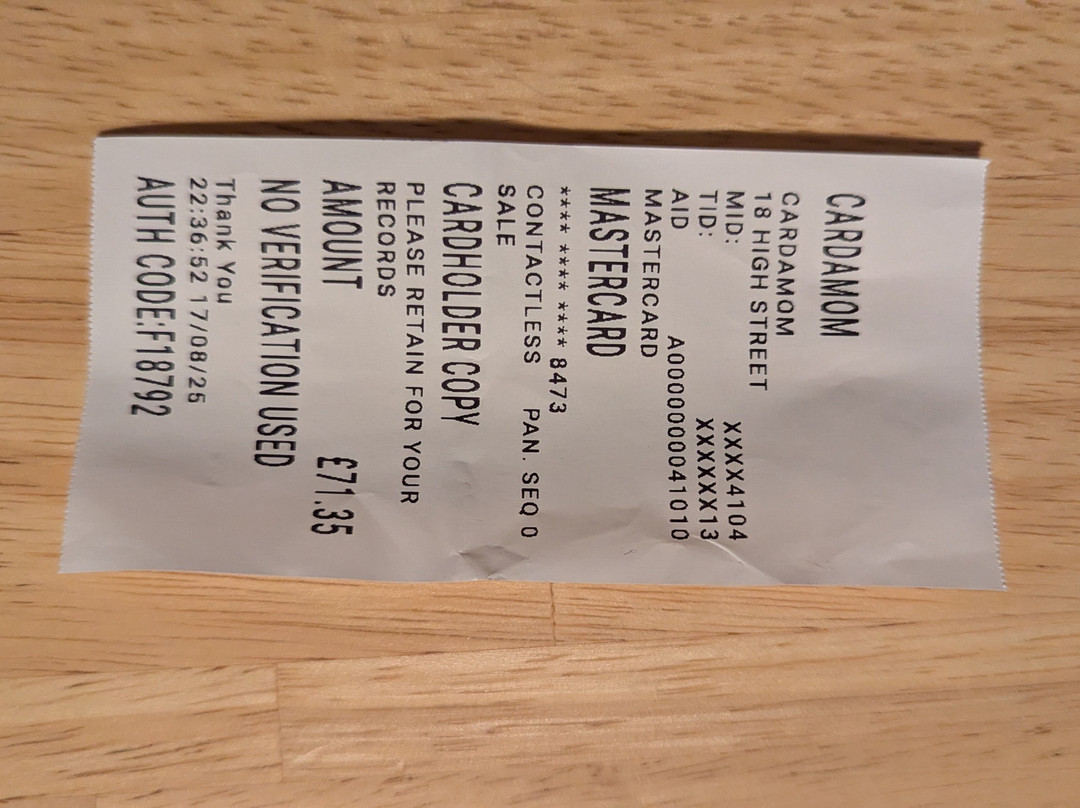 CARDAMOM
CARDAMOM
18 HIGH STREET
MID: XXXX4104
TID: XXXXXX13
AID A0000000041010
MASTERCARD
MASTERCARD
**** **** **** 8473
CONTACTLESS PAN. SEQ 0
SALE
CARDHOLDER COPY
PLEASE RETAIN FOR YOUR
RECORDS
AMOUNT £71.35
NO VERIFICATION USED
Thank You
22:36:52 17/08/25
AUTH CODE:F18792